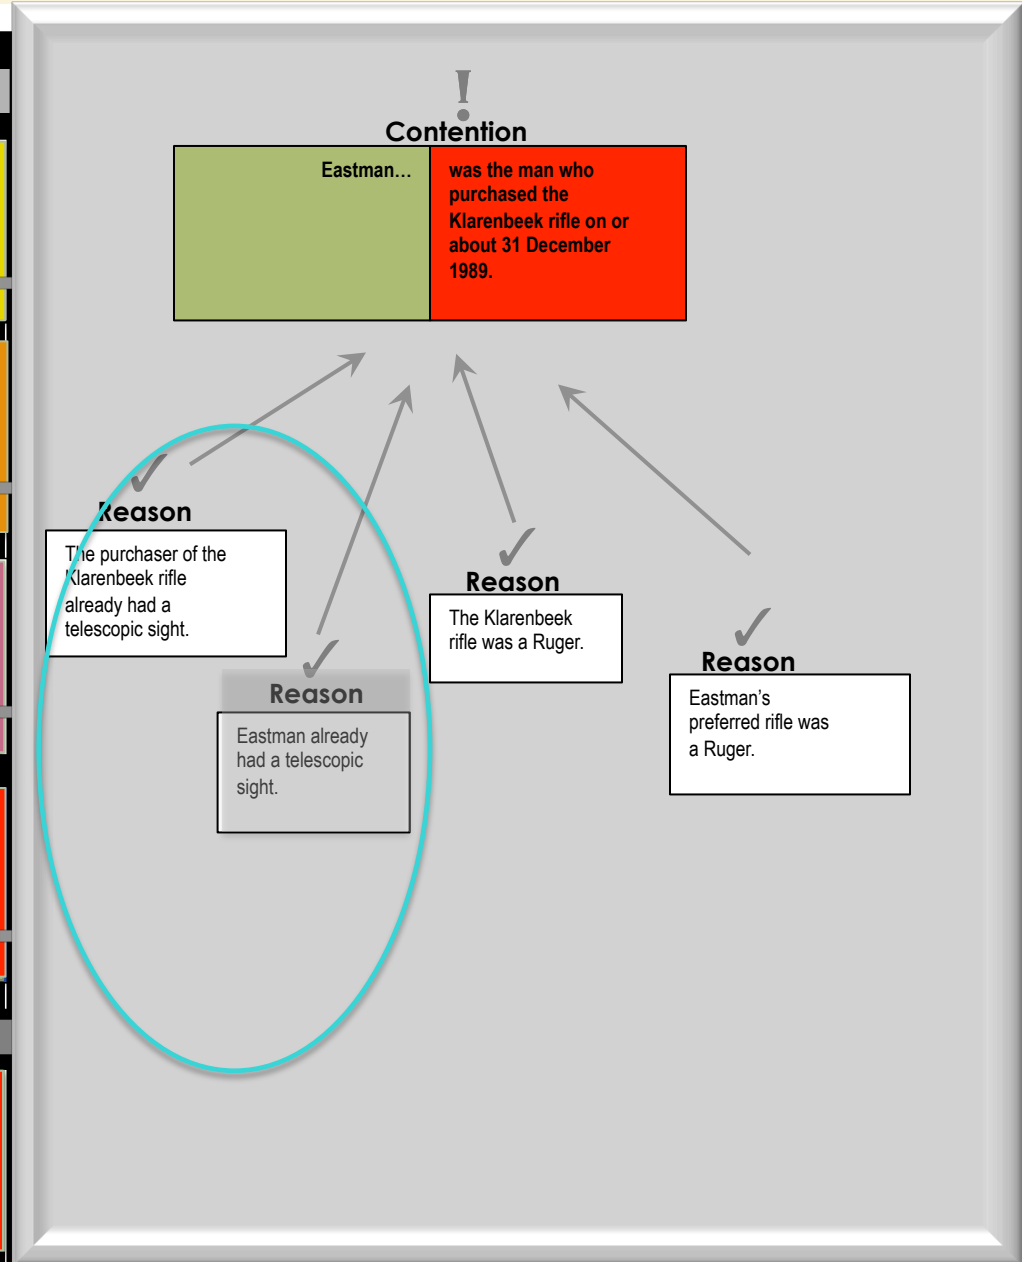 !
Contention
Eastman…
was the man who
purchased the
Klarenbeek rifle on or
about 31 December
1989.
Reason
The purchaser of the
Klarenbeek rifle
already had a
telescopic sight.
Reason
Eastman already
had a telescopic
sight.
Reason
The Klarenbeek
rifle was a Ruger.
Reason
Eastman’s
preferred rifle was
a Ruger.